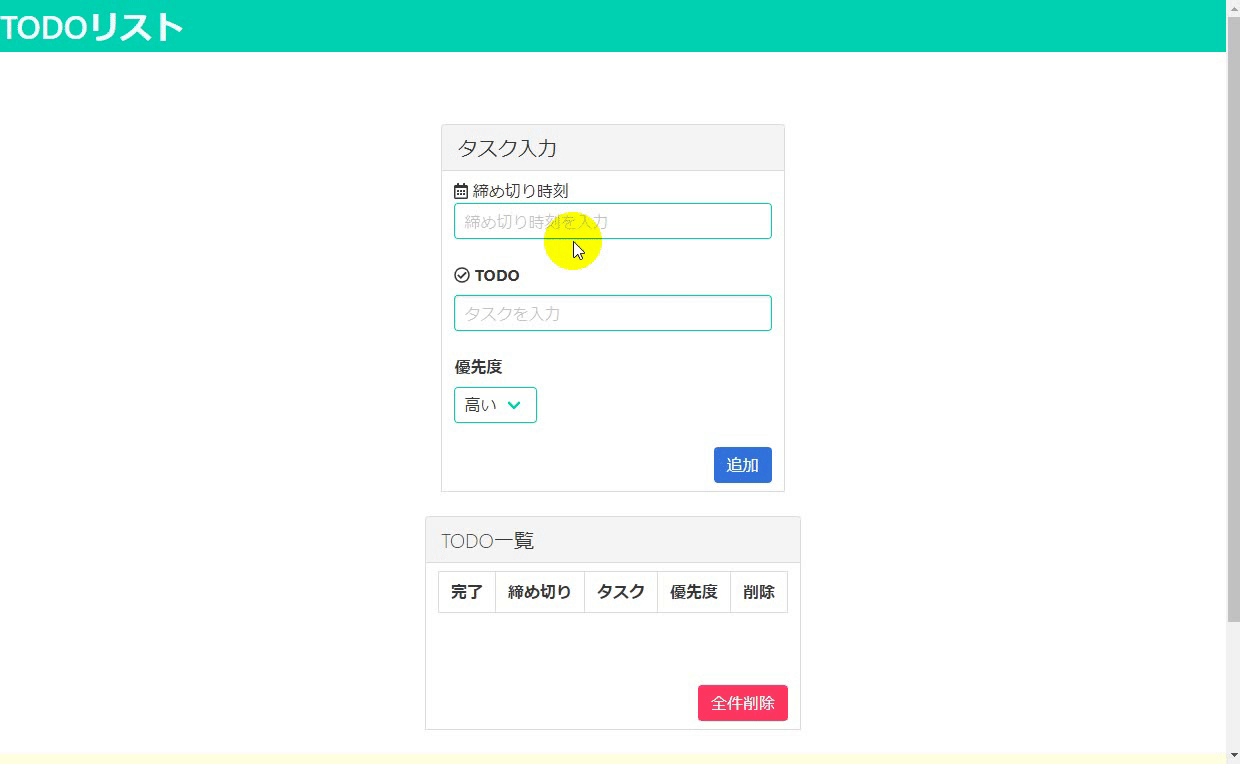 TODOリスト
タスク入力
締め切り時刻
締め切り時刻を入力
TODO
タスクを入力
優先度
高い
追加
TODO一覧
完了 締め切り タスク 優先度 削除
全件削除